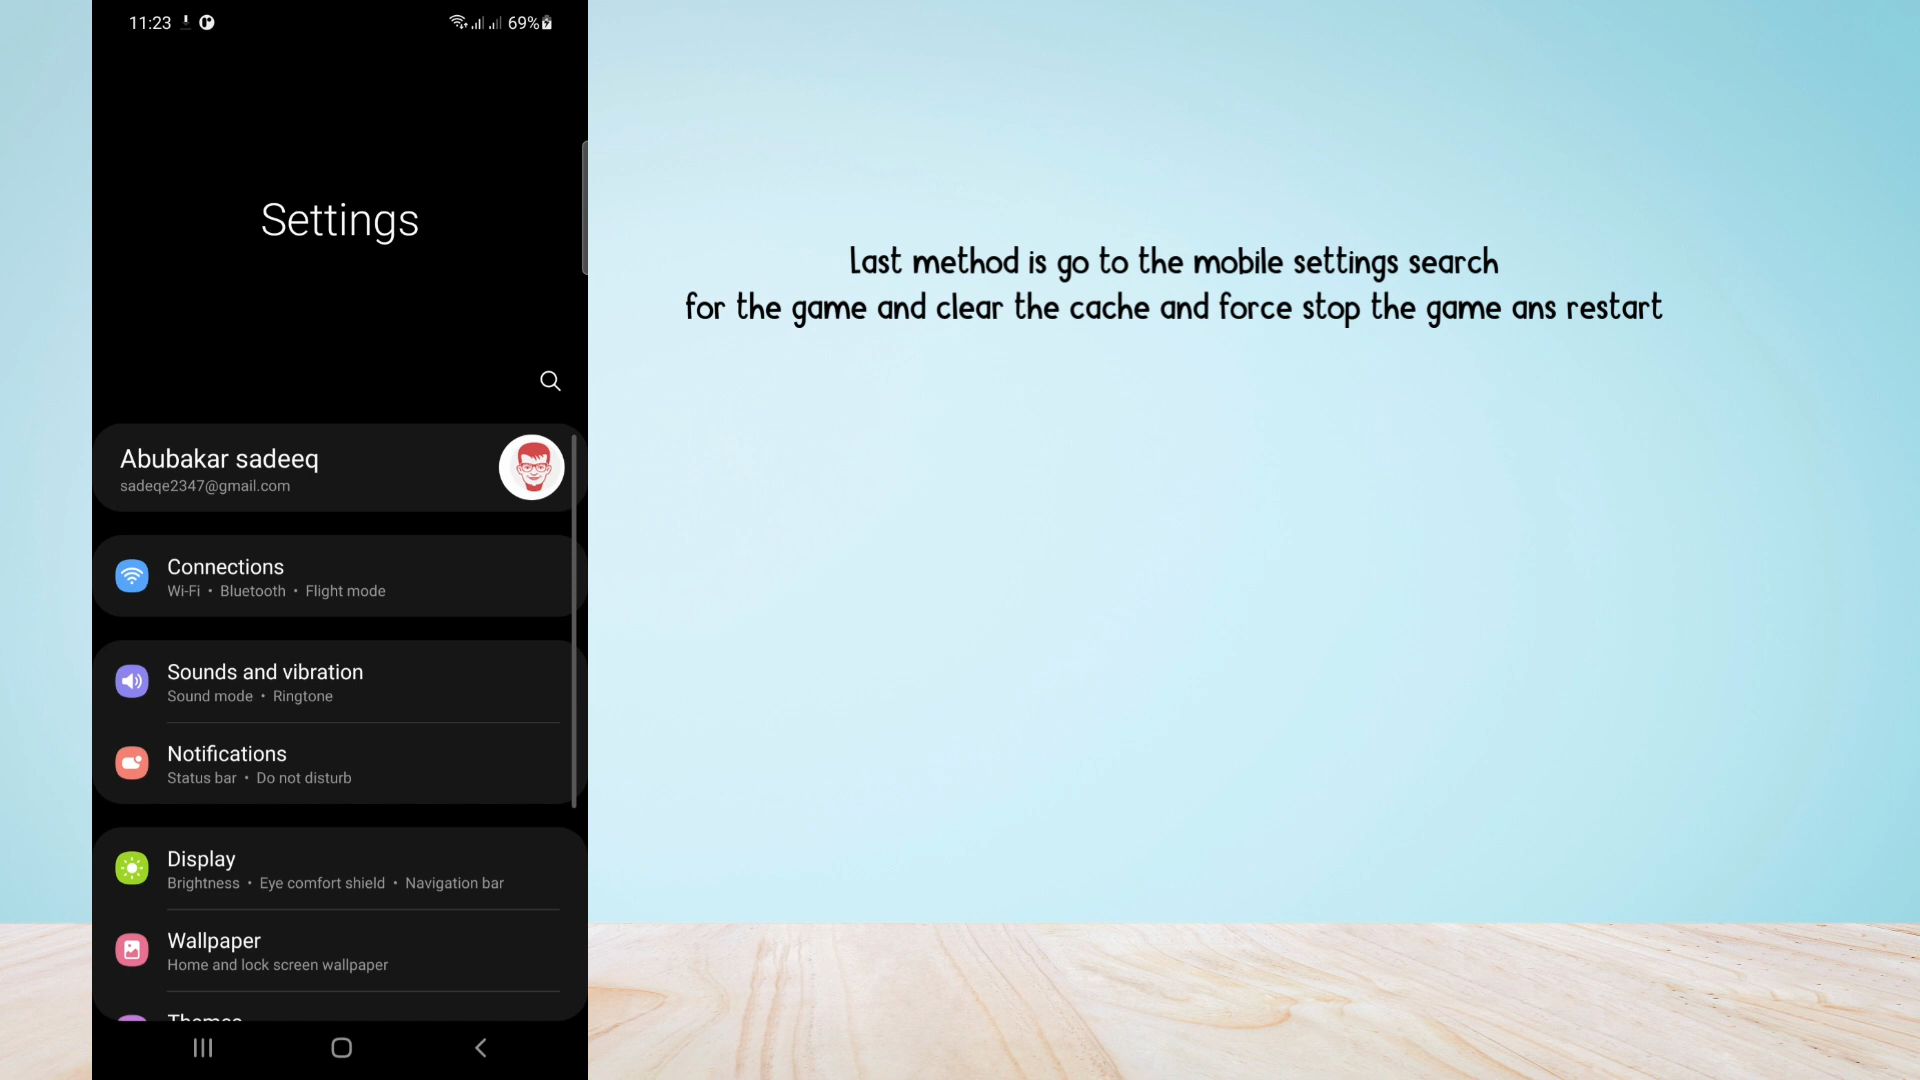 11:23
69%
Settings
Abubakar sadeeq
sadeqe2347@gmail.com
Connections
Wi-Fi • Bluetooth • Flight mode
Sounds and vibration
Sound mode • Ringtone
Notifications
Status bar • Do not disturb
Display
Brightness • Eye comfort shield • Navigation bar
Wallpaper
Home and lock screen wallpaper
Themes
Last method is go to the mobile settings search
for the game and clear the cache and force stop the game ans restart